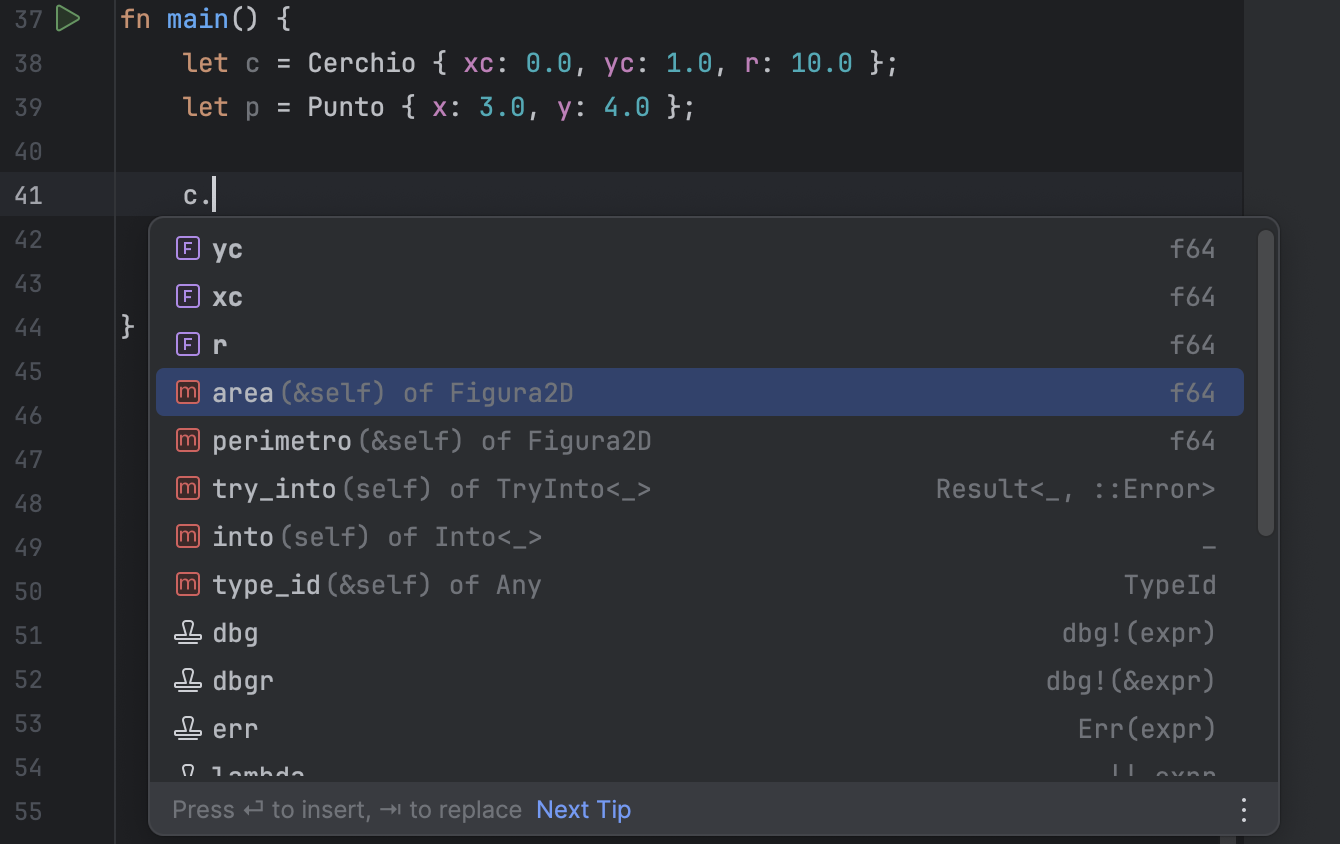 37 fn main() {
38 let c = Cerchio { xc: 0.0, yc: 1.0, r: 10.0 };
39 let p = Punto { x: 3.0, y: 4.0 };
40
41 c.
42
43
44 }
45
46
47
48
49
50
51
52
53
54
55
F yc f64
F xc f64
F r f64
m area(&self) of Figura2D f64
m perimetro(&self) of Figura2D f64
m try_into(self) of TryInto<_> Result<_, ::Error>
m into(self) of Into<_> _
m type_id(&self) of Any TypeId
dbg dbg!(expr)
dbgr dbg!(&expr)
err Err(expr)
lambda || expr
Press ↵ to insert, ⇥ to replace Next Tip